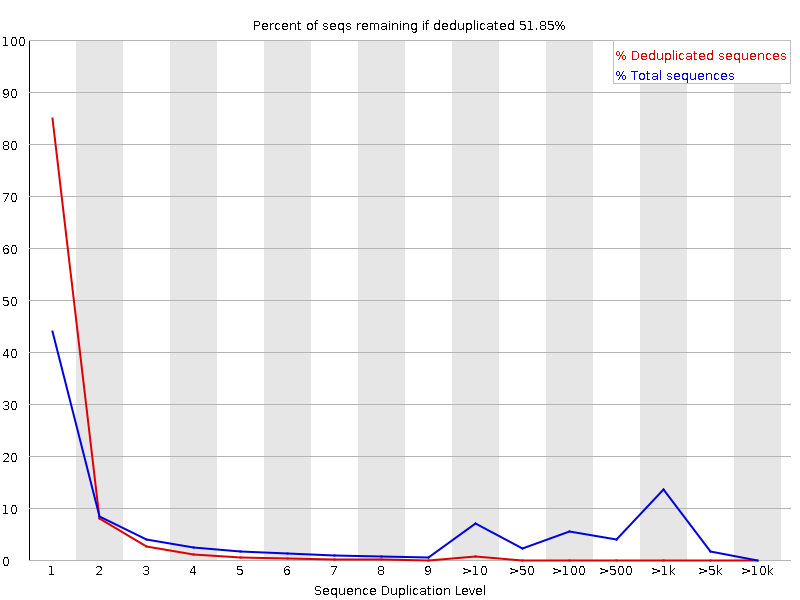 Percent of seqs remaining if deduplicated 51.85%
% Deduplicated sequences
% Total sequences
100
90
80
70
60
50
40
30
20
10
0
1 2 3 4 5 6 7 8 9 >10 >50 >100 >500 >1k >5k >10k
Sequence Duplication Level